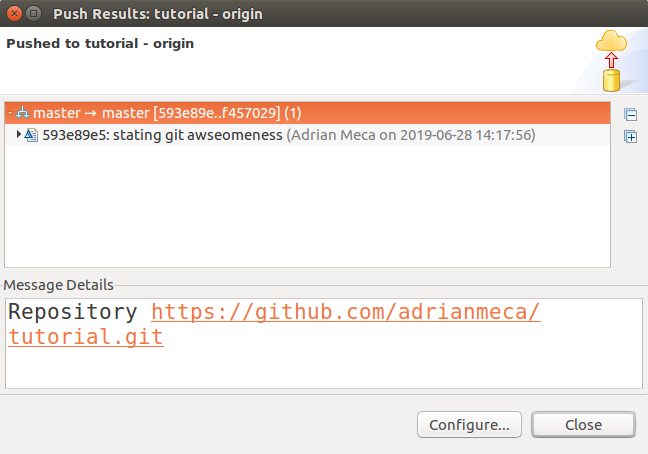 Push Results: tutorial - origin
Pushed to tutorial - origin
master → master [593e89e..f457029] (1)
593e89e5: stating git awseomeness (Adrian Meca on 2019-06-28 14:17:56)
Message Details
Repository https://github.com/adrianmeca/
tutorial.git
Configure...
Close